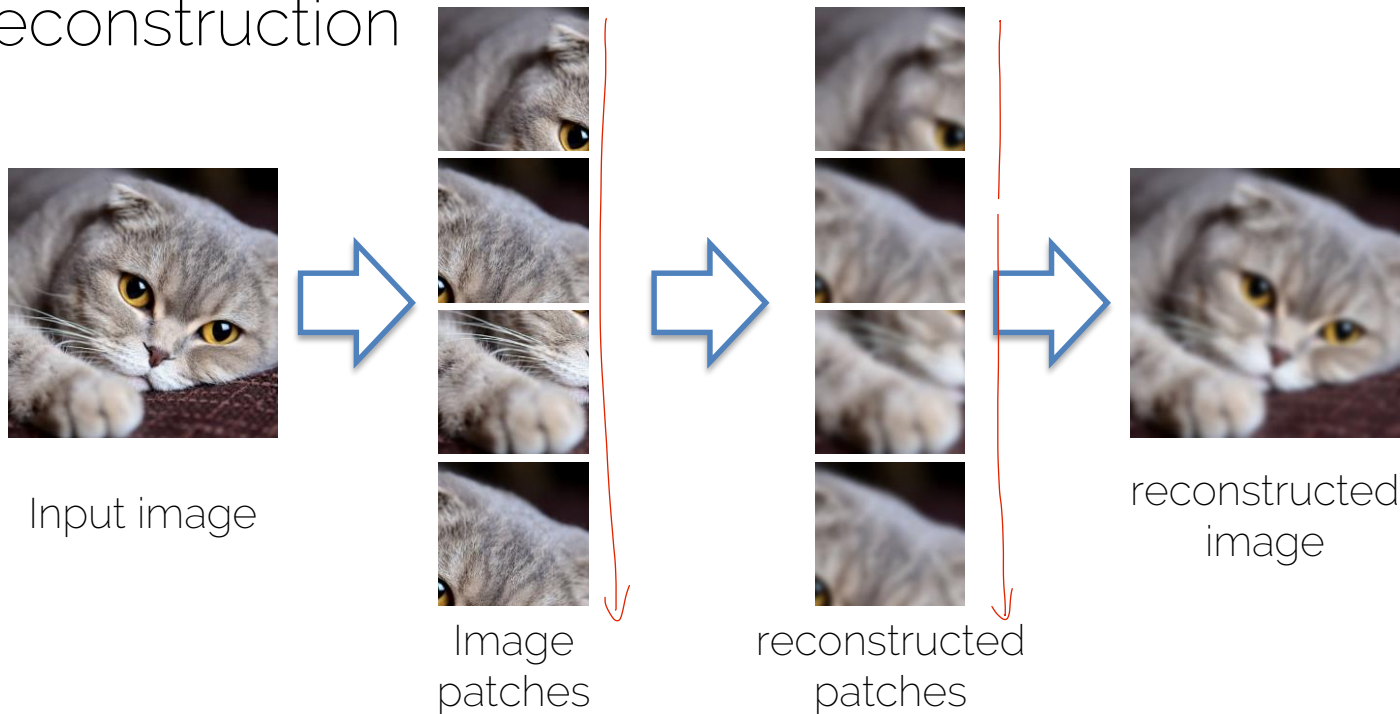 econstruction
Input image
Image
patches
reconstructed
patches
reconstructed
image